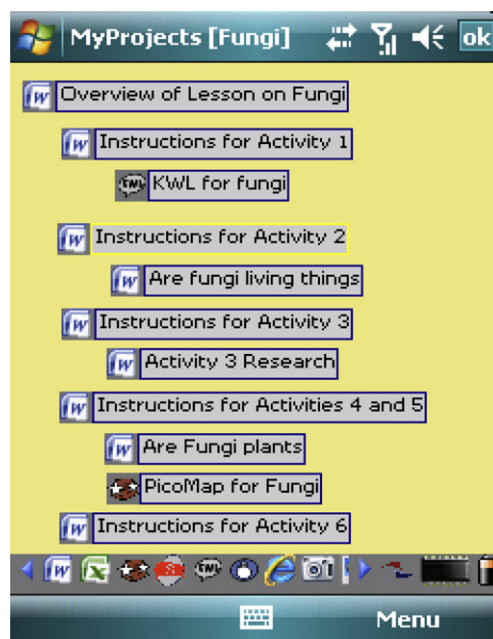 MyProjects [Fungi] ok
Overview of Lesson on Fungi
Instructions for Activity 1
KWL for fungi
Instructions for Activity 2
Are fungi living things
Instructions for Activity 3
Activity 3 Research
Instructions for Activities 4 and 5
Are Fungi plants
PicoMap for Fungi
Instructions for Activity 6
Menu